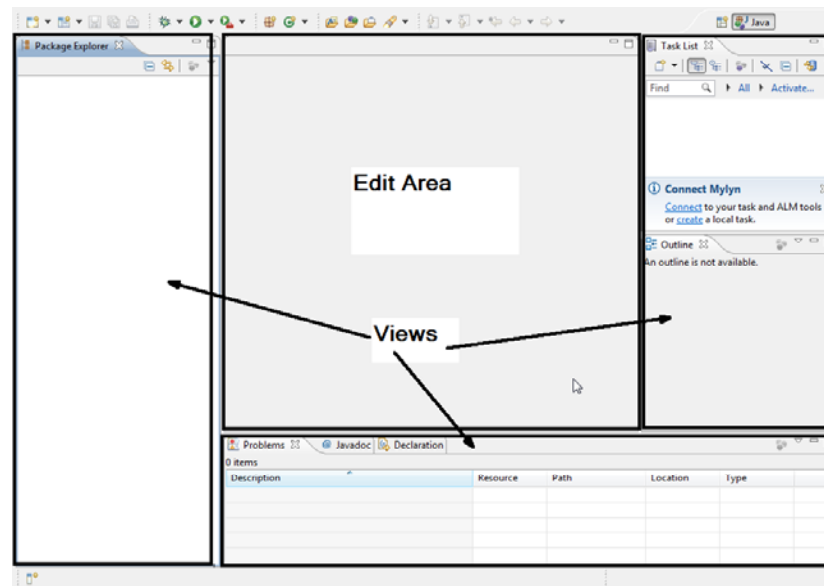 Java
Package Explorer
Task List
Find
All
Activate...
Edit Area
Connect Mylyn
Connect to your task and ALM tools
or create a local task.
Outline
An outline is not available.
Views
Problems Javadoc Declaration
0 items
Description Resource Path Location Type